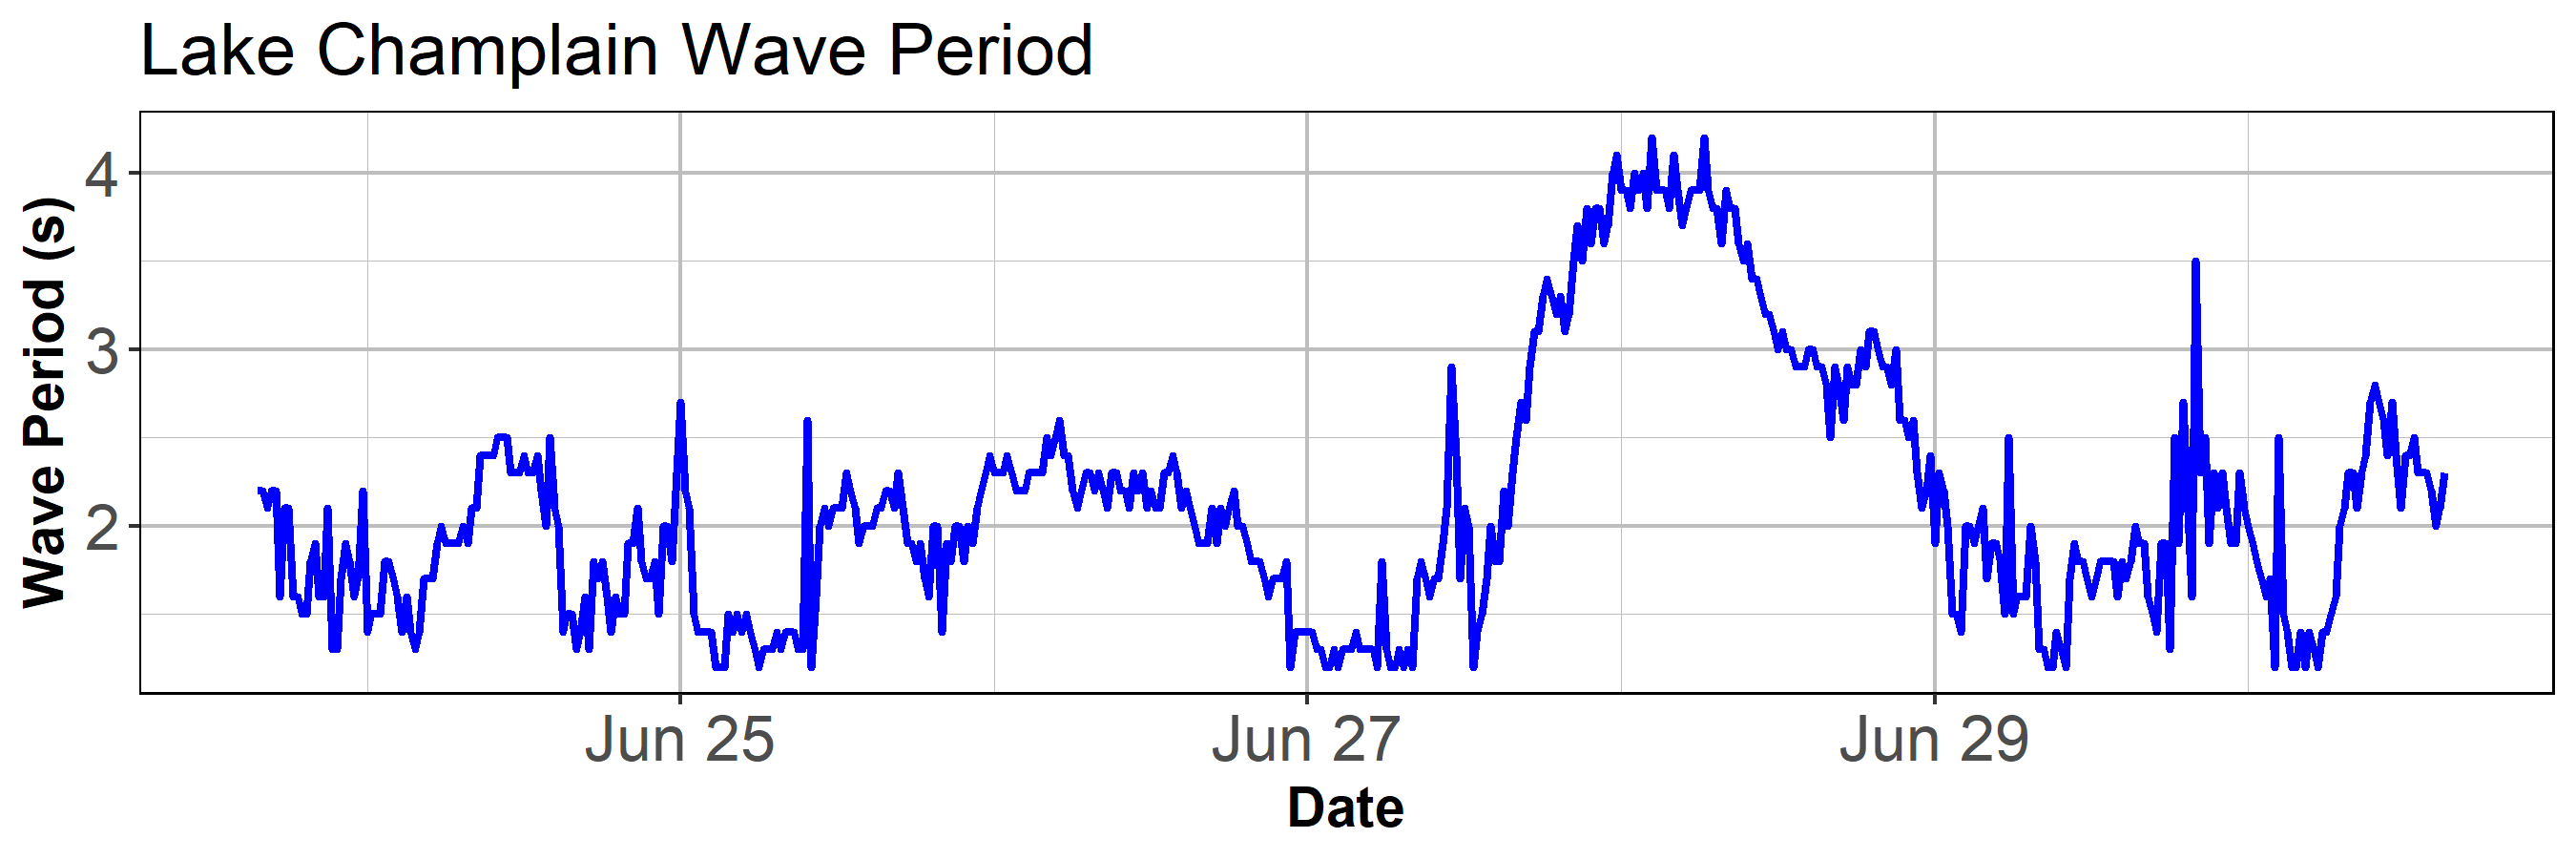 Lake Champlain Wave Period
Wave Period (s)
4
3
2
Jun 25
Jun 27
Jun 29
Date